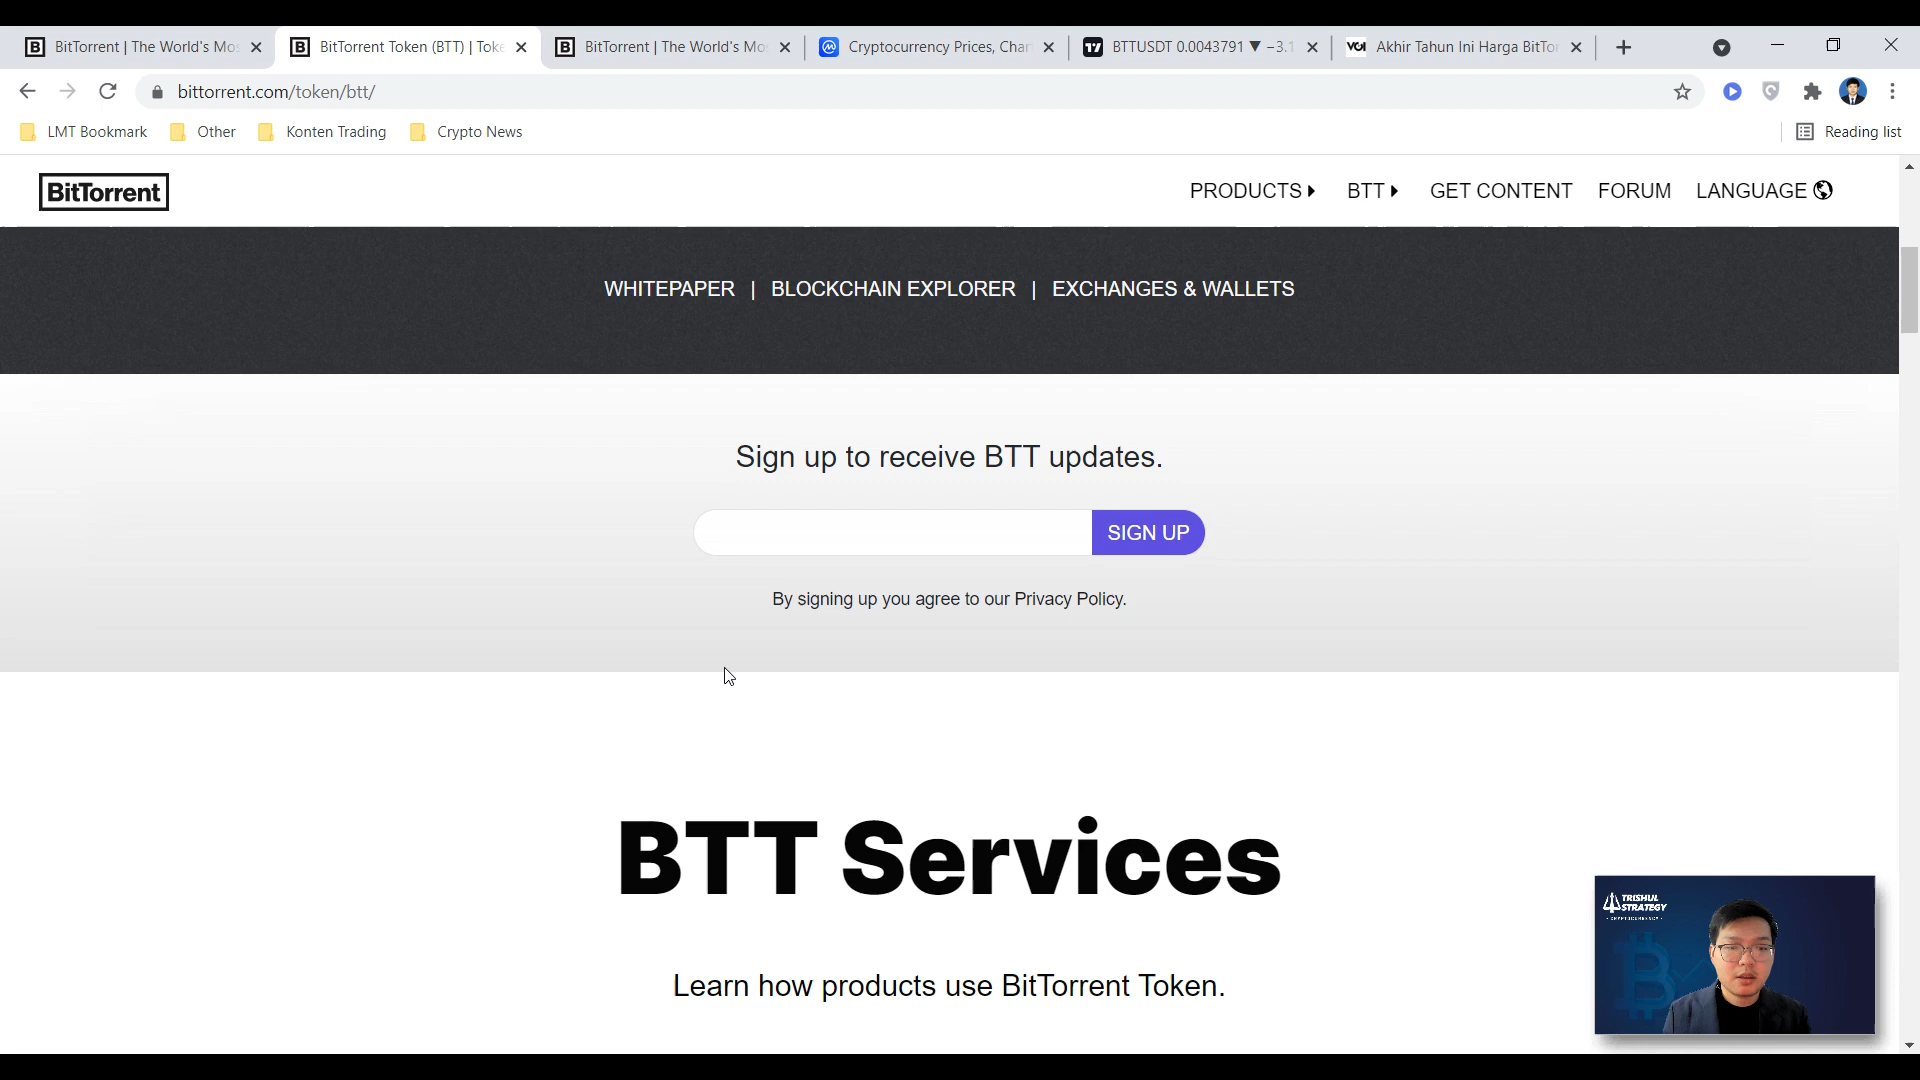 BitTorrent | The World's Mos
BitTorrent Token (BTT) | Toke
BitTorrent | The World's Mo
Cryptocurrency Prices, Char
BTTUSDT 0.0043791 ▼ −3.1
Akhir Tahun Ini Harga BitTor
bittorrent.com/token/btt/
LMT Bookmark
Other
Konten Trading
Crypto News
Reading list
BitTorrent
PRODUCTS
BTT
GET CONTENT
FORUM
LANGUAGE
WHITEPAPER | BLOCKCHAIN EXPLORER | EXCHANGES & WALLETS
Sign up to receive BTT updates.
SIGN UP
By signing up you agree to our Privacy Policy.
BTT Services
Learn how products use BitTorrent Token.
TRISHUL
STRATEGY
- CRYPTOCURRENCY -